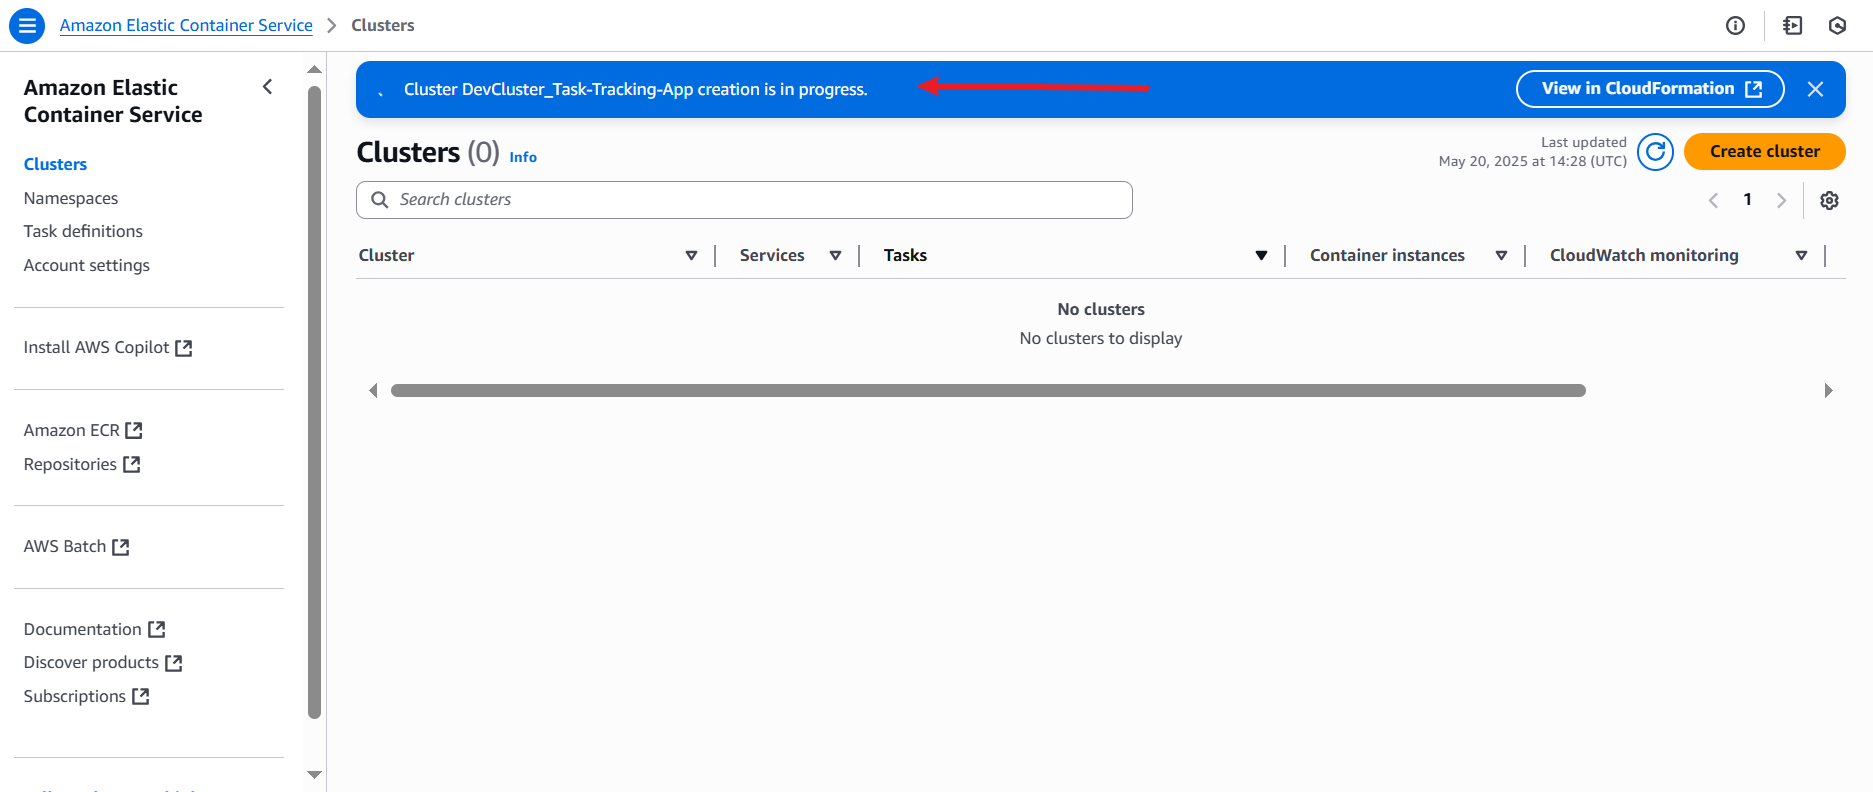 Amazon Elastic Container Service > Clusters
Amazon Elastic
Container Service
Clusters
Namespaces
Task definitions
Account settings
Install AWS Copilot
Amazon ECR
Repositories
AWS Batch
Documentation
Discover products
Subscriptions
Cluster DevCluster_Task-Tracking-App creation is in progress.
View in CloudFormation
Clusters (0) Info
Last updated
May 20, 2025 at 14:28 (UTC)
Create cluster
Search clusters
1
Cluster Services Tasks Container instances CloudWatch monitoring
No clusters
No clusters to display